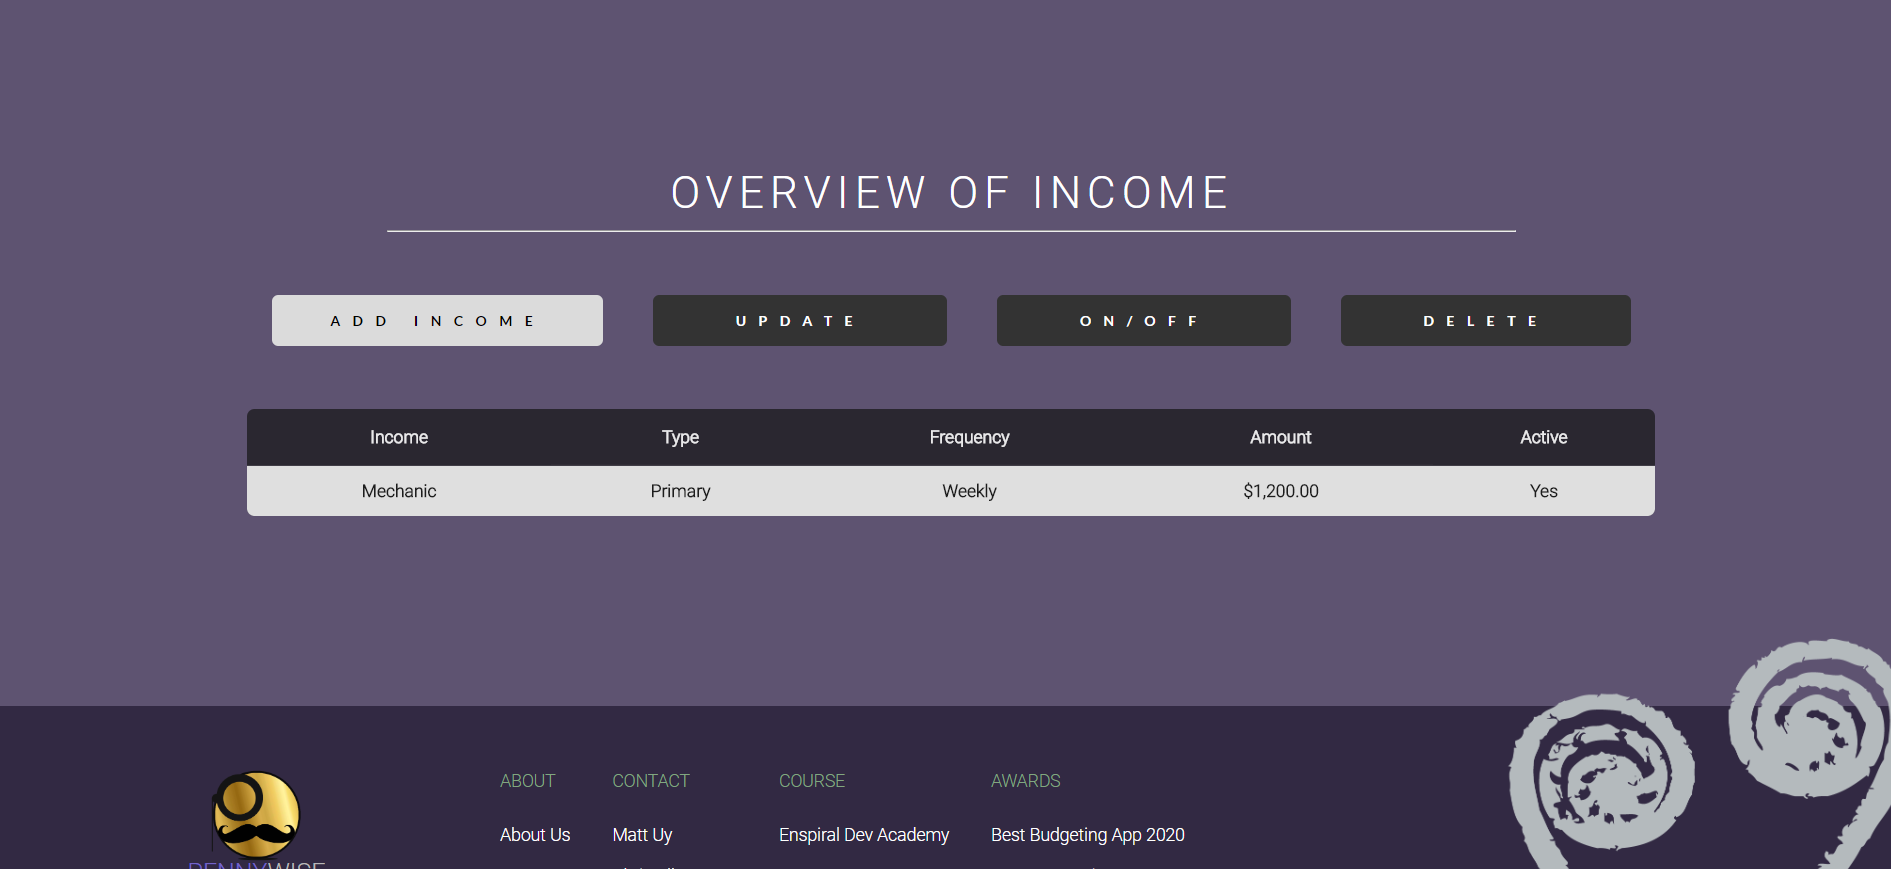 OVERVIEW OF INCOME
ADD INCOME UPDATE ON/OFF DELETE
Income Type Frequency Amount Active
Mechanic Primary Weekly $1,200.00 Yes
ABOUT CONTACT COURSE AWARDS
About Us Matt Uy Enspiral Dev Academy Best Budgeting App 2020
PENNYWISE